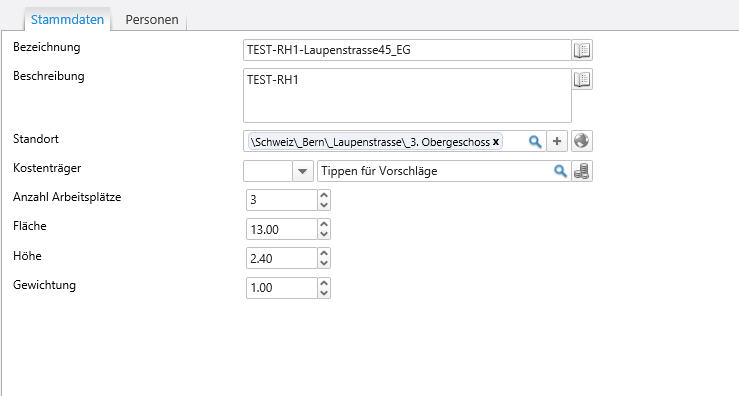 Stammdaten Personen
Bezeichnung TEST-RH1-Laupenstrasse45_EG
Beschreibung TEST-RH1
Standort \Schweiz\_Bern\_Laupenstrasse\_3. Obergeschoss x
Kostenträger Tippen für Vorschläge
Anzahl Arbeitsplätze 3
Fläche 13.00
Höhe 2.40
Gewichtung 1.00